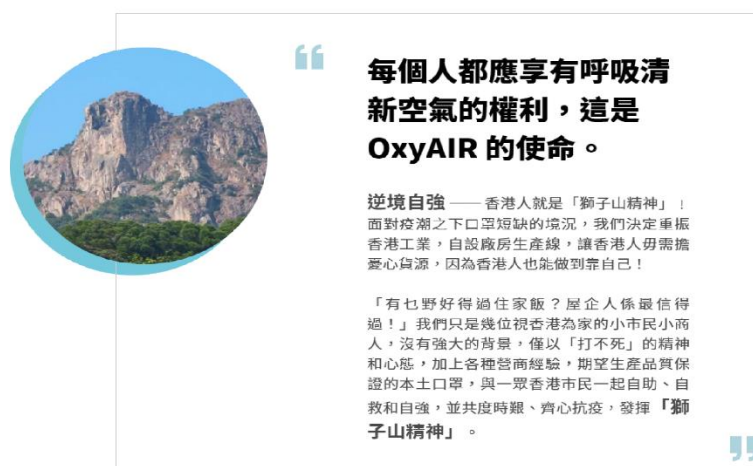 每個人都應享有呼吸清
新空氣的權利，這是
OxyAIR 的使命。
逆境自強 —— 香港人就是「獅子山精神」！
面對疫潮之下口罩短缺的境況，我們決定重振
香港工業，自設廠房生產線，讓香港人毋需擔
憂心貨源，因為香港人也能做到靠自己！
「有乜野好得過住家飯？屋企人係最信得
過！」我們只是幾位視香港為家的小市民小商
人，沒有強大的背景，僅以「打不死」的精神
和心態，加上各種營商經驗，期望生產品質保
證的本土口罩，與一眾香港市民一起自助、自
救和自強，並共度時艱、齊心抗疫，發揮「獅
子山精神」。